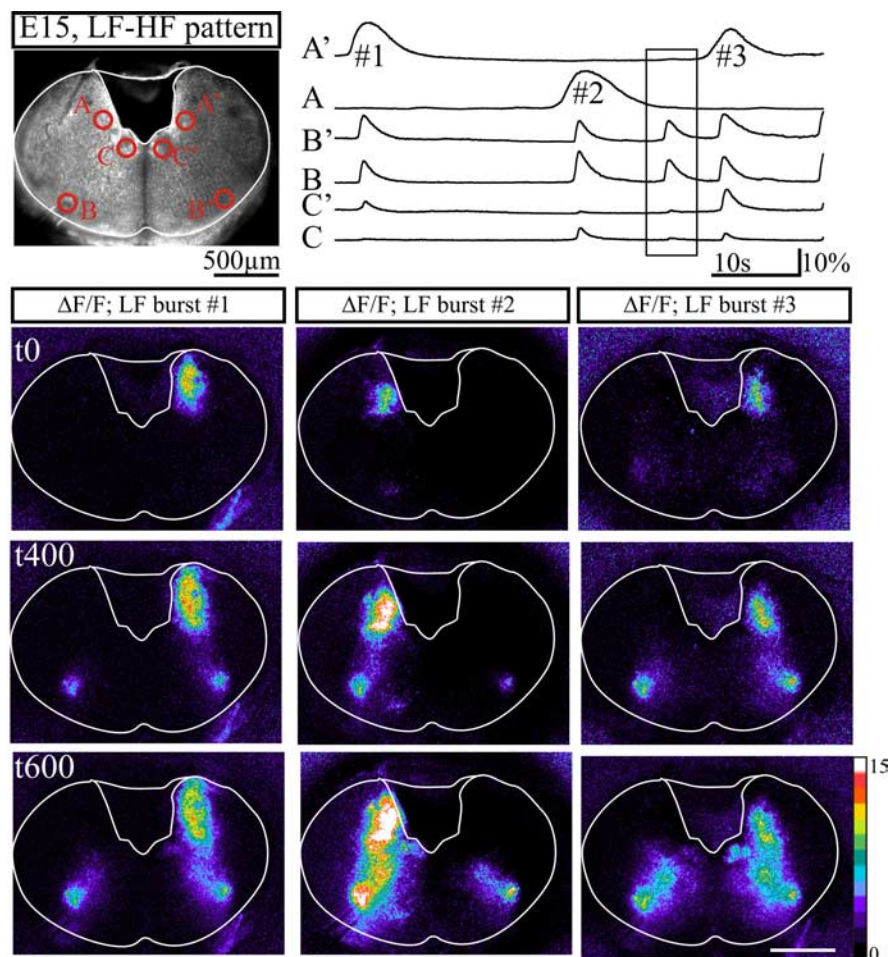 E15, LF-HF pattern
A A'
C C'
B B'
500µm
A' #1 #3
A #2
B'
B
C'
C
10s 10%
ΔF/F; LF burst #1 ΔF/F; LF burst #2 ΔF/F; LF burst #3
t0
t400
t600
15
0